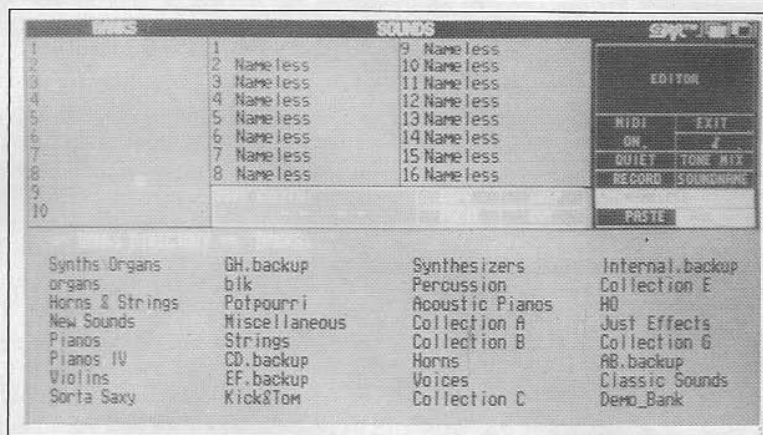 BANKS
SOUNDS
1
2
3
4
5
6
7
8
9
10
1
2 Nameless
3 Nameless
4 Nameless
5 Nameless
6 Nameless
7 Nameless
8 Nameless
9 Nameless
10 Nameless
11 Nameless
12 Nameless
13 Nameless
14 Nameless
15 Nameless
16 Nameless
EDITOR
MIDI EXIT
ON
QUIET TONE MIX
RECORD SOUNDNAME
PASTE
Synths Organs
organs
Horns & Strings
New Sounds
Pianos
Pianos IV
Violins
Sorta Saxy
GH.backup
blk
Potpourri
Miscellaneous
Strings
CD.backup
EF.backup
Kick&Tom
Synthesizers
Percussion
Acoustic Pianos
Collection A
Collection B
Horns
Voices
Collection C
Internal.backup
Collection E
HO
Just Effects
Collection G
AB.backup
Classic Sounds
Demo_Bank